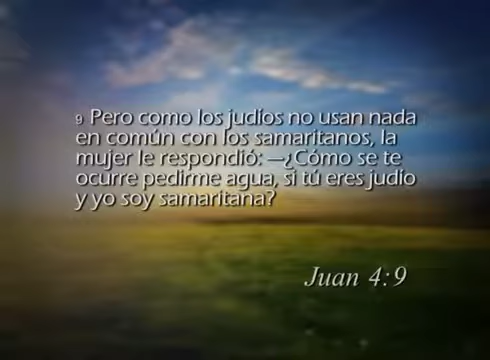 9 Pero como los judíos no usan nada
en común con los samaritanos, la
mujer le respondió: —¿Cómo se te
ocurre pedirme agua, si tú eres judío
y yo soy samaritana?
Juan 4:9